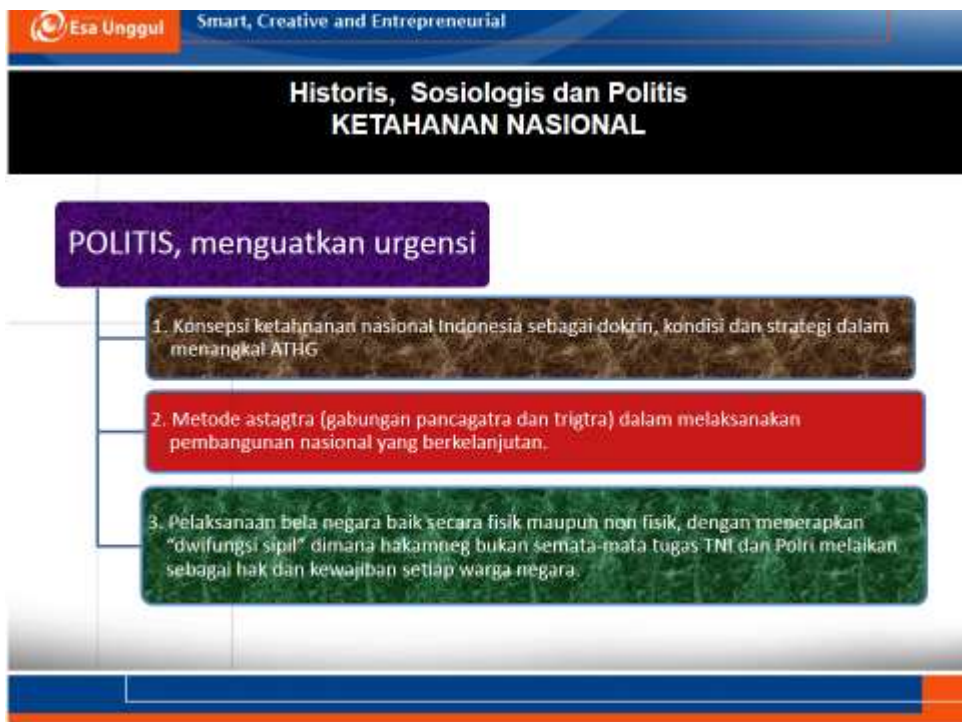 Esa Unggul
Smart, Creative and Entrepreneurial
Historis, Sosiologis dan Politis
KETAHANAN NASIONAL
POLITIS, menguatkan urgensi
1. Konsepsi ketahnanan nasional Indonesia sebagai dokrin, kondisi dan strategi dalam
menangkal ATHG
2. Metode astagtra (gabungan pancagatra dan trigtra) dalam melaksanakan
pembangunan nasional yang berkelanjutan.
3. Pelaksanaan bela negara baik secara fisik maupun non fisik, dengan menerapkan
"dwifungsi sipil" dimana hakamneg bukan semata-mata tugas TNI dan Polri melaikan
sebagai hak dan kewajiban setiap warga negara.